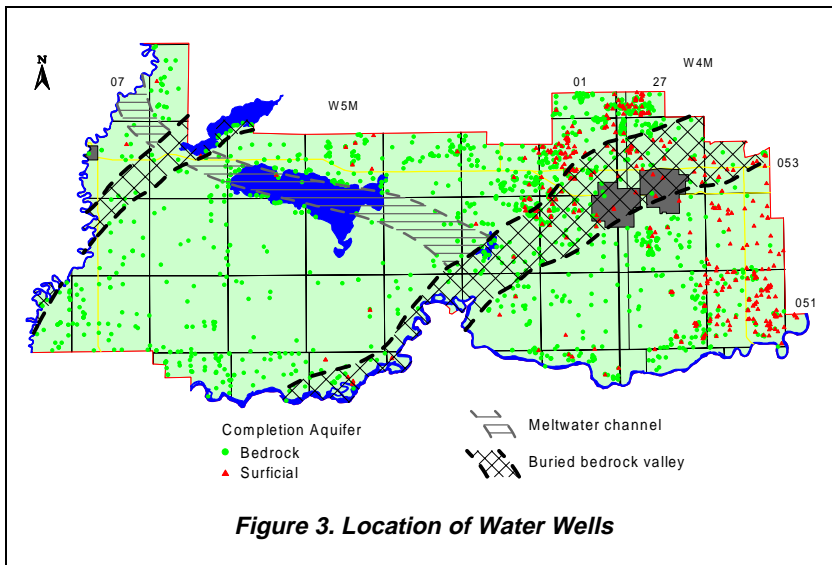 N
W4M
07
01
27
W5M
053
051
Completion Aquifer
Bedrock
Surficial
Meltwater channel
Buried bedrock valley
Figure 3. Location of Water Wells